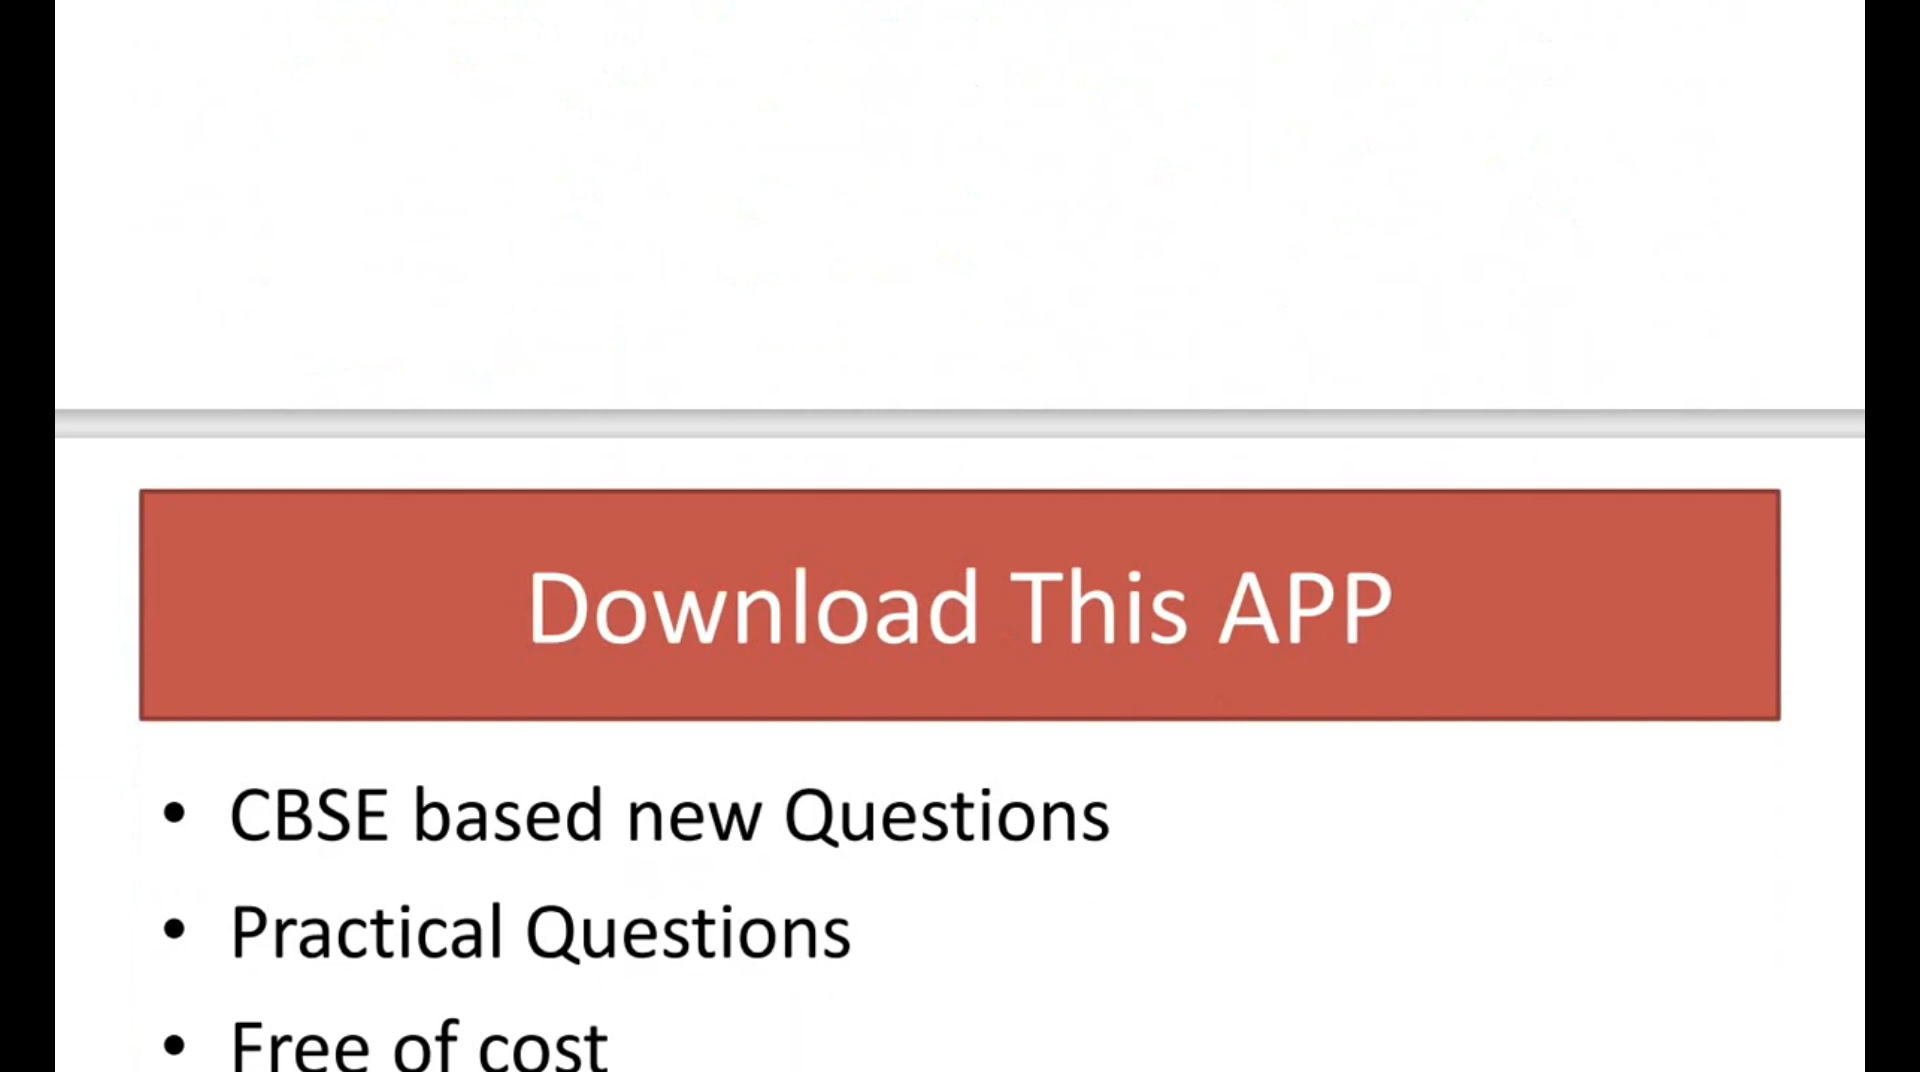 Download This APP
• CBSE based new Questions
• Practical Questions
• Free of cost